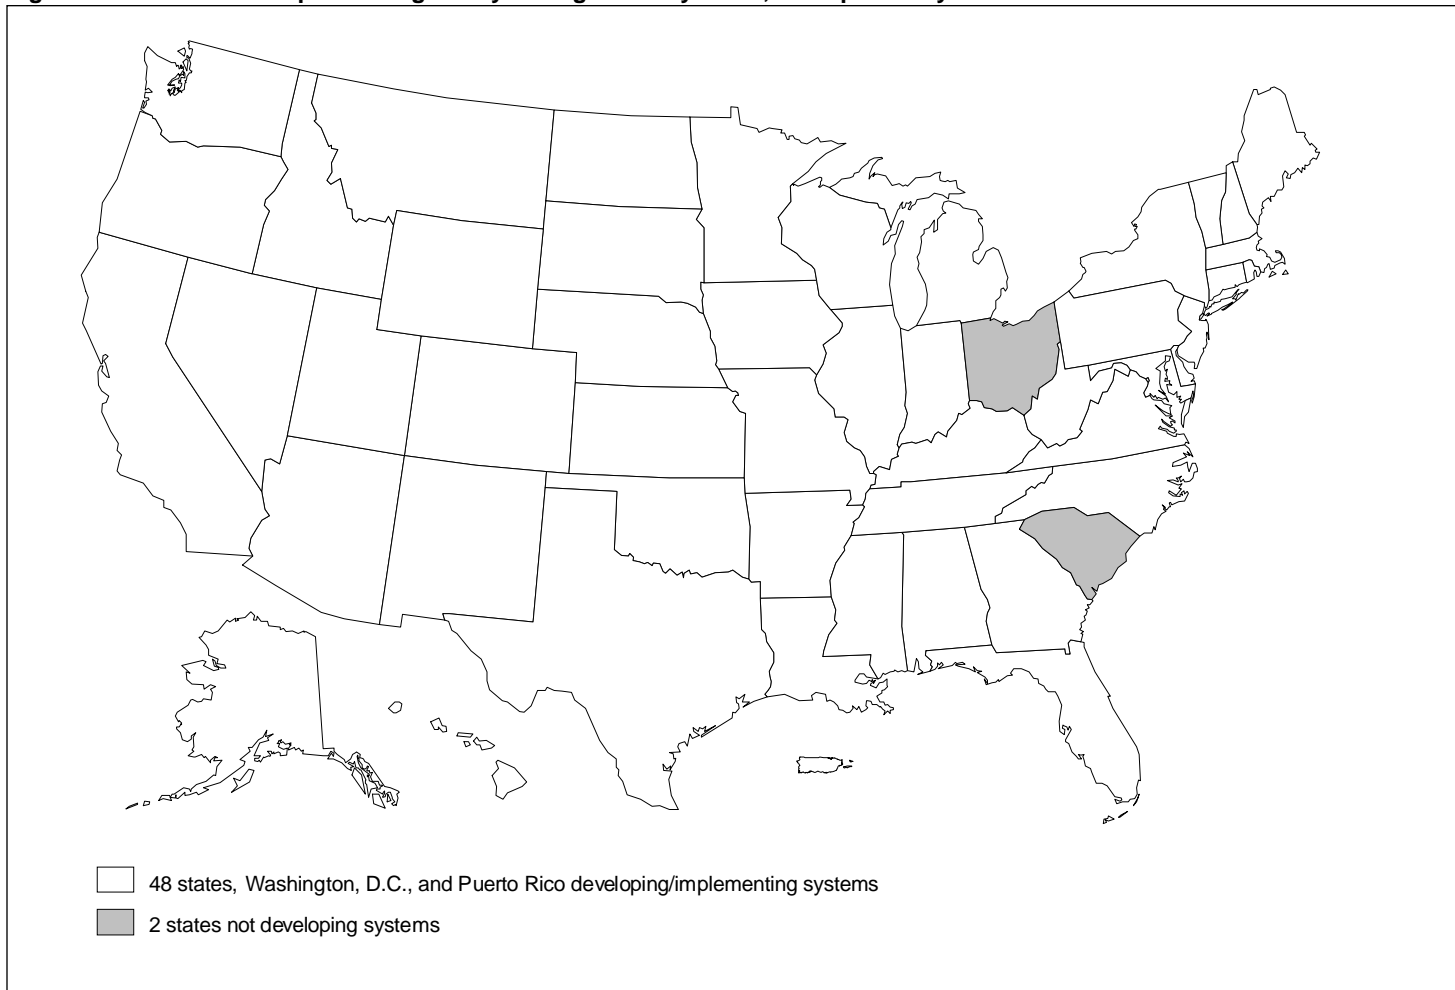 48 states, Washington, D.C., and Puerto Rico developing/implementing systems
2 states not developing systems